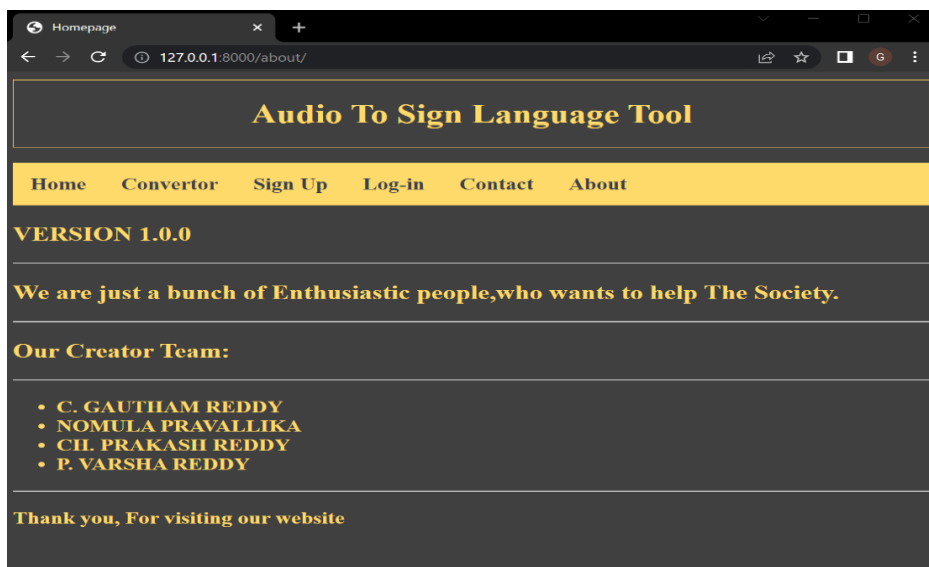 Homepage
127.0.0.1:8000/about/
G
Audio To Sign Language Tool
Home Convertor Sign Up Log-in Contact About
VERSION 1.0.0
We are just a bunch of Enthusiastic people,who wants to help The Society.
Our Creator Team:
• C. GAUTHAM REDDY
• NOMULA PRAVALLIKA
• CH. PRAKASH REDDY
• P. VARSHA REDDY
Thank you, For visiting our website